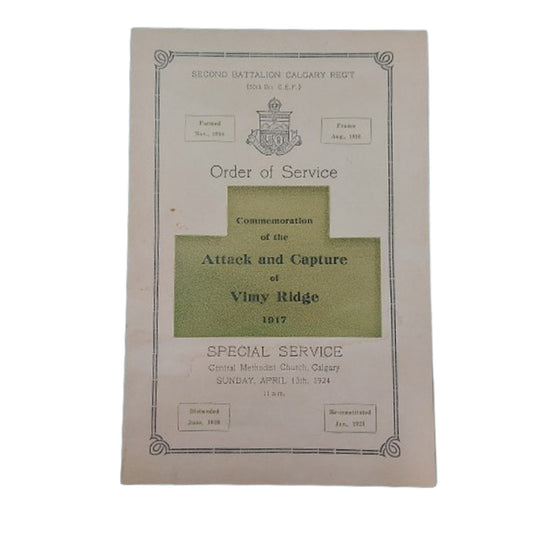 SECOND BATTALION CALGARY REG'T
(50th Bn. C.E.F.)
Formed
Nov., 1914
France
Aug., 1916
Order of Service
Commemoration
of the
Attack and Capture
of
Vimy Ridge
1917
SPECIAL SERVICE
Central Methodist Church, Calgary
SUNDAY, APRIL 13th, 1924
11 a.m.
Disbanded
June,
Re-constituted
Jan.,